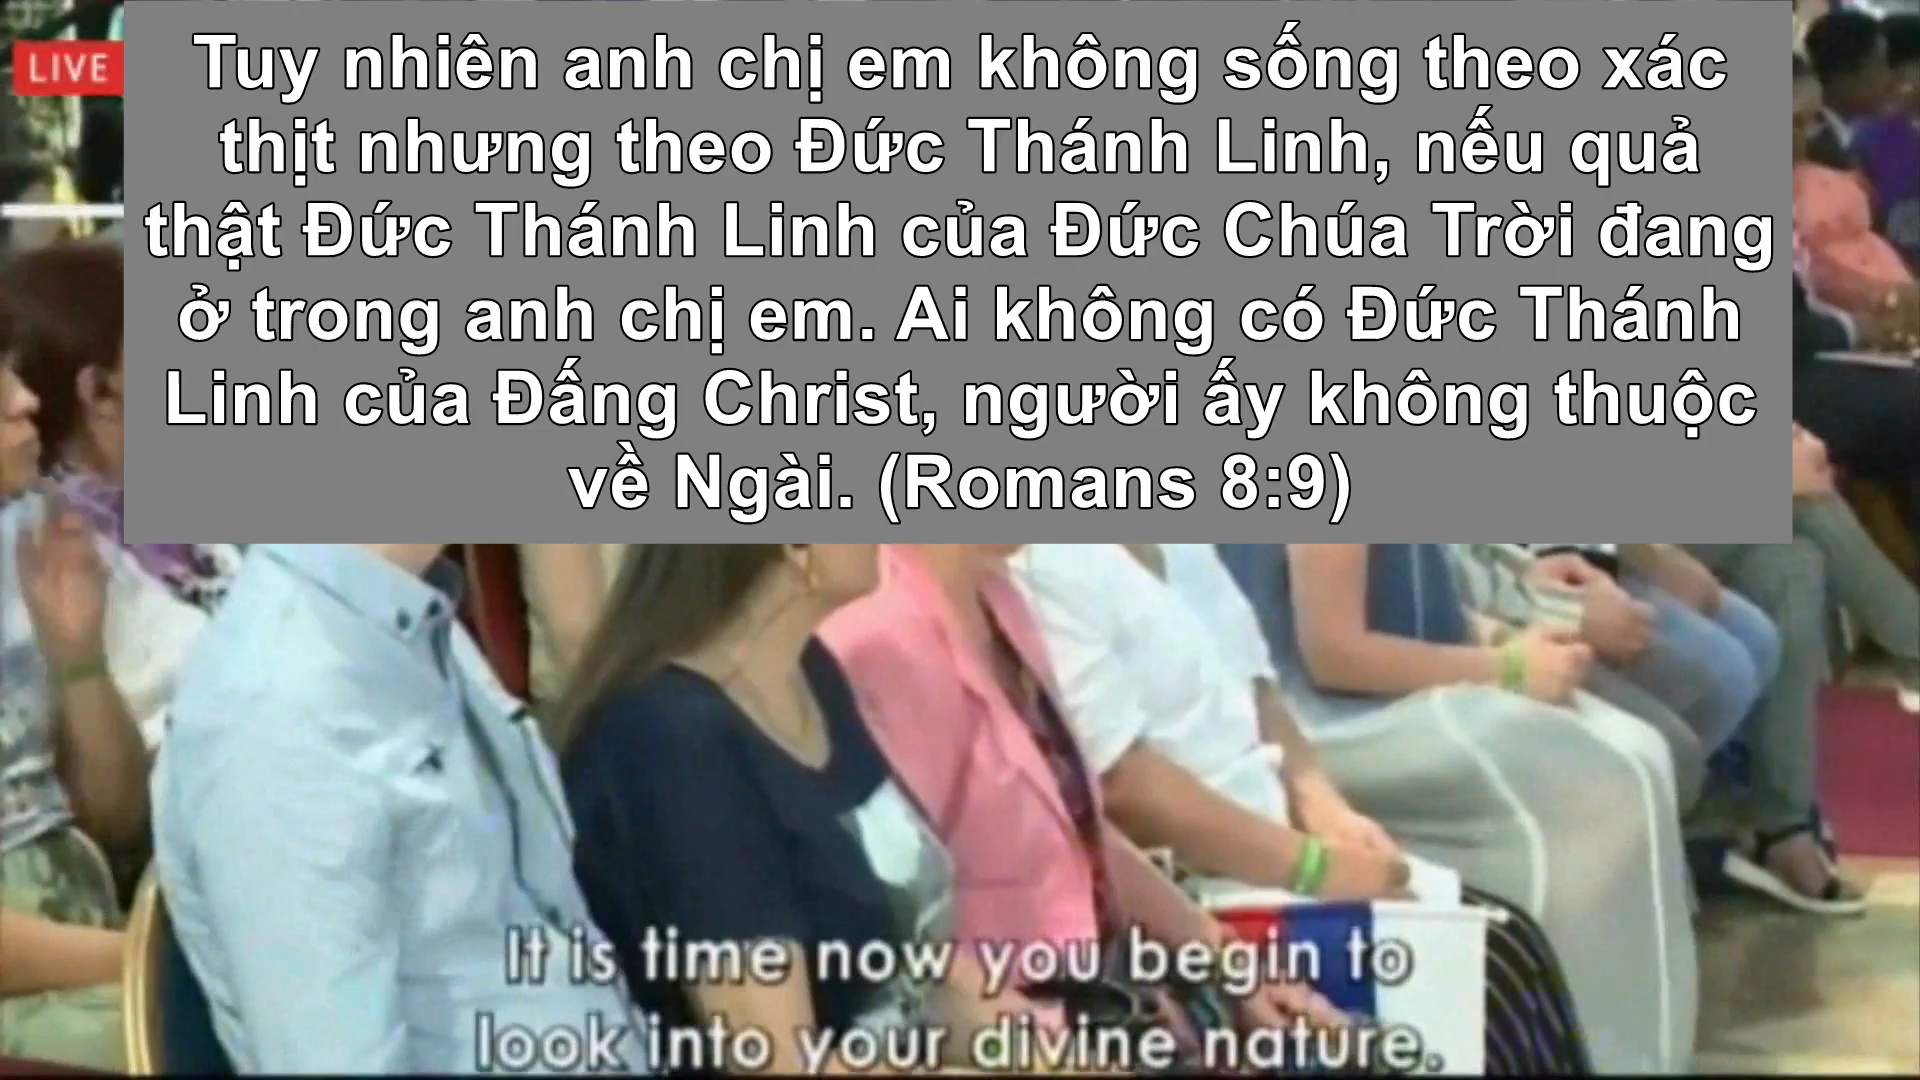 LIVE
Tuy nhiên anh chị em không sống theo xác
thịt nhưng theo Đức Thánh Linh, nếu quả
thật Đức Thánh Linh của Đức Chúa Trời đang
ở trong anh chị em. Ai không có Đức Thánh
Linh của Đấng Christ, người ấy không thuộc
về Ngài. (Romans 8:9)
It is time now you begin to
look into your divine nature.